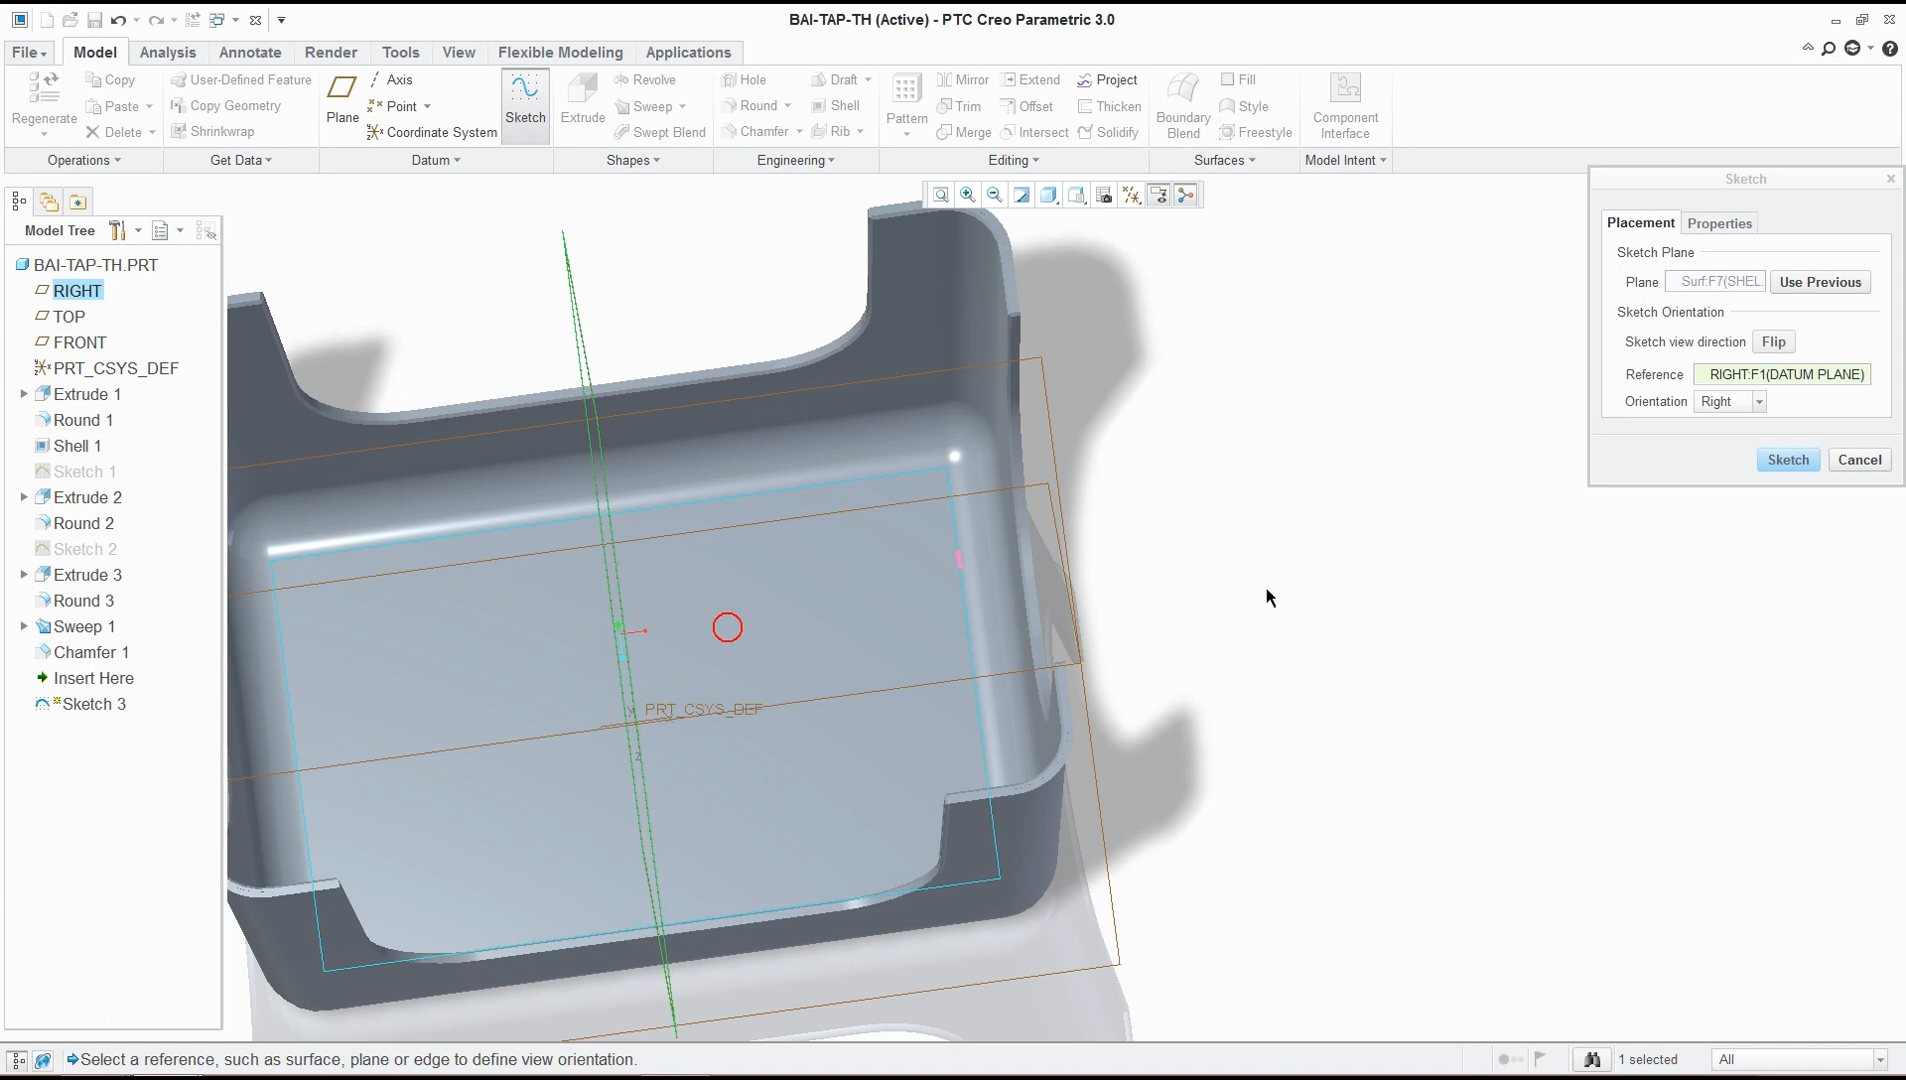 BAI-TAP-TH (Active) - PTC Creo Parametric 3.0
File Model Analysis Annotate Render Tools View Flexible Modeling Applications
Regenerate
Copy
Paste
Delete
Operations
User-Defined Feature
Copy Geometry
Shrinkwrap
Get Data
Plane
Axis
Point
Coordinate System
Datum
Sketch
Extrude
Revolve
Sweep
Swept Blend
Shapes
Hole
Round
Chamfer
Draft
Shell
Rib
Engineering
Pattern
Mirror
Trim
Merge
Extend
Offset
Intersect
Project
Thicken
Solidify
Editing
Boundary
Blend
Fill
Style
Freestyle
Surfaces
Component
Interface
Model Intent
Model Tree
BAI-TAP-TH.PRT
RIGHT
TOP
FRONT
PRT_CSYS_DEF
Extrude 1
Round 1
Shell 1
Sketch 1
Extrude 2
Round 2
Sketch 2
Extrude 3
Round 3
Sweep 1
Chamfer 1
Insert Here
Sketch 3
PRT_CSYS_DEF
Sketch
Placement Properties
Sketch Plane
Plane Surf:F7(SHEL. Use Previous
Sketch Orientation
Sketch view direction Flip
Reference RIGHT:F1(DATUM PLANE)
Orientation Right
Sketch Cancel
Select a reference, such as surface, plane or edge to define view orientation.
1 selected
All